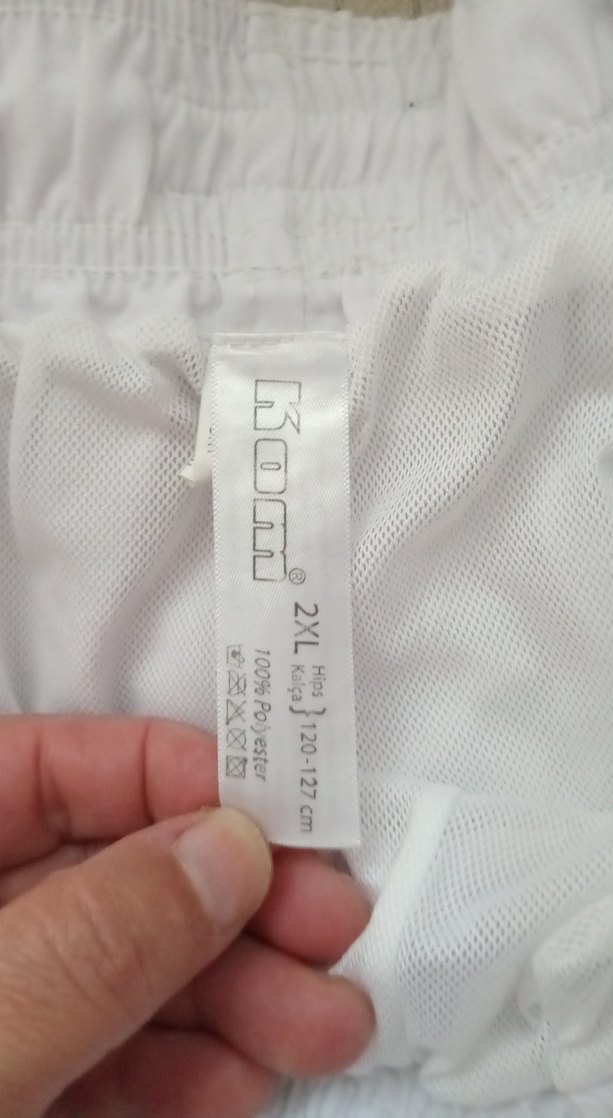 Kom®
2XL
Hips
Kalça
} 120-127 cm
100% Polyester